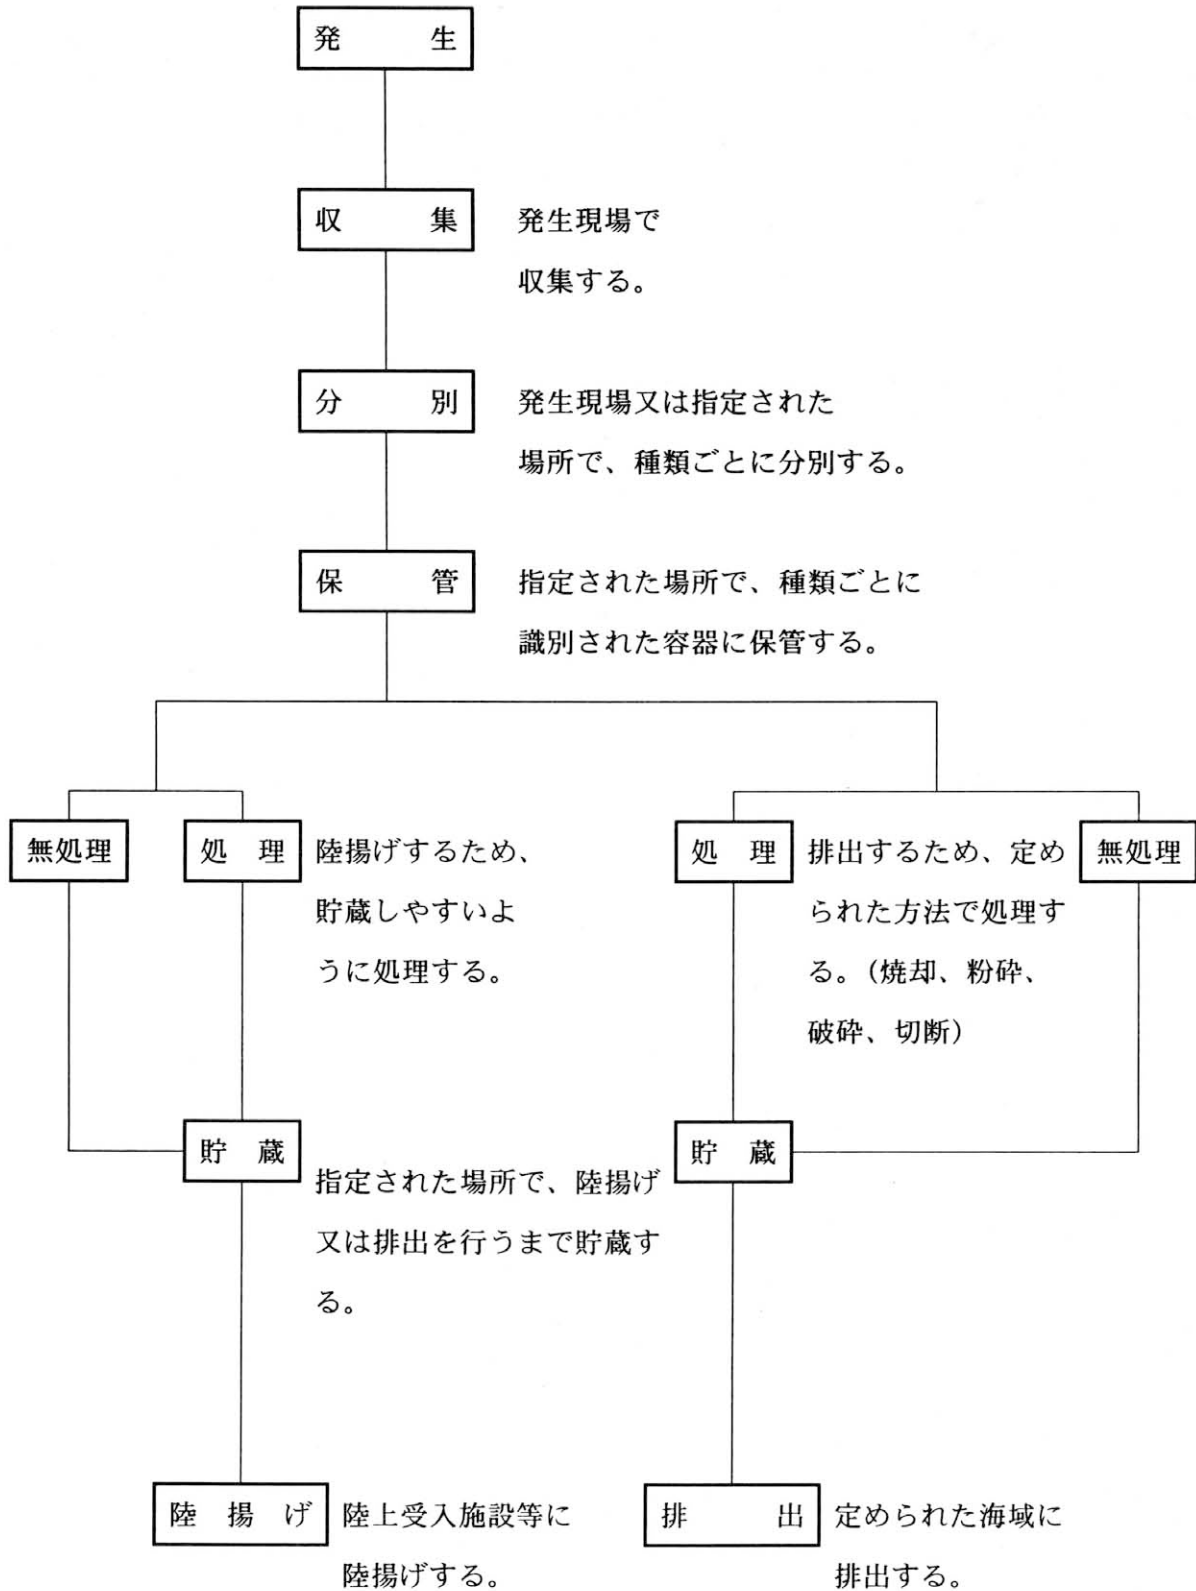 発　　　生
収　　　集
発生現場で
収集する。
分　　　別
発生現場又は指定された
場所で、種類ごとに分別する。
保　　　管
指定された場所で、種類ごとに
識別された容器に保管する。
無処理
処　理
陸揚げするため、
貯蔵しやすいよ
うに処理する。
処　理
排出するため、定め
られた方法で処理す
る。（焼却、粉砕、
破砕、切断）
無処理
貯　蔵
指定された場所で、陸揚げ
又は排出を行うまで貯蔵す
る。
貯　蔵
陸　揚　げ
陸上受入施設等に
陸揚げする。
排　　　出
定められた海域に
排出する。